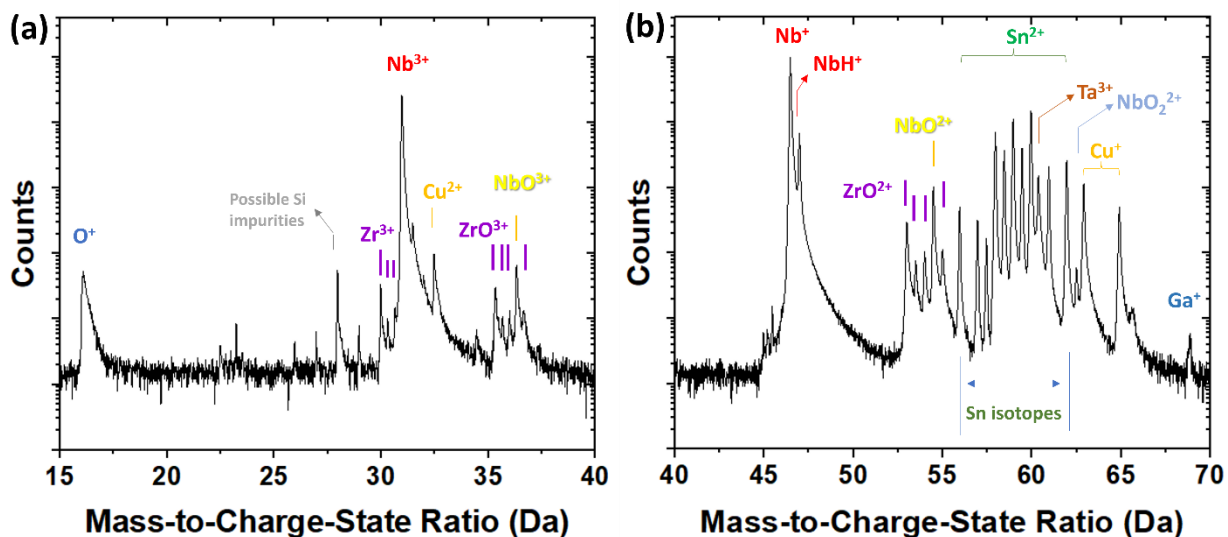 (a)
Counts
O⁺
Possible Si
impurities
Zr³⁺
Nb³⁺
Cu²⁺
ZrO³⁺
NbO³⁺
15 20 25 30 35 40
Mass-to-Charge-State Ratio (Da)
(b)
Counts
Nb⁺
NbH⁺
ZrO²⁺
NbO²⁺
Sn²⁺
Ta³⁺
NbO₂²⁺
Cu⁺
Ga⁺
Sn isotopes
40 45 50 55 60 65 70
Mass-to-Charge-State Ratio (Da)